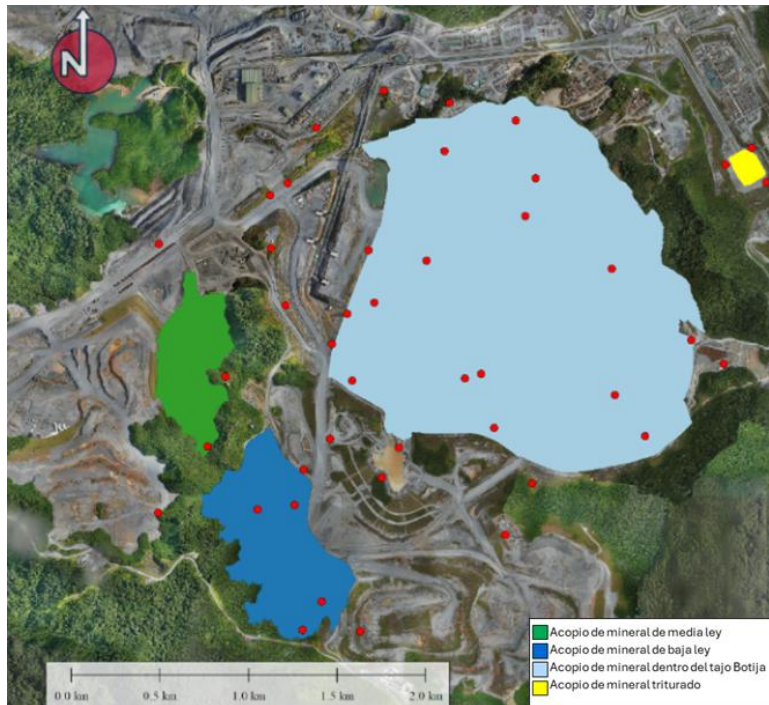 N
Acopio de mineral de media ley
Acopio de mineral de baja ley
Acopio de mineral dentro del tajo Botija
Acopio de mineral triturado
0.0 km 0.5 km 1.0 km 1.5 km 2.0 km